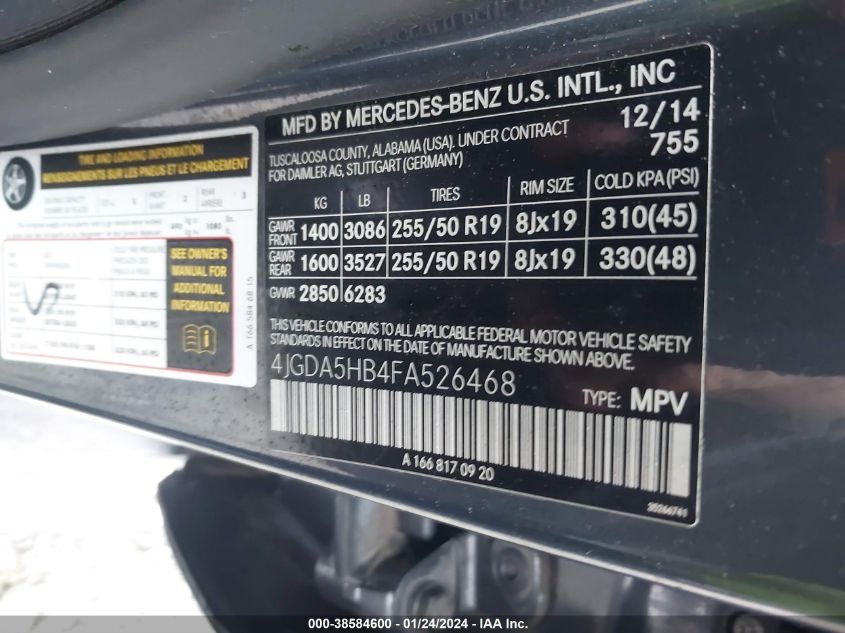 MFD BY MERCEDES-BENZ U.S. INTL., INC
12/14
TUSCALOOSA COUNTY, ALABAMA (USA). UNDER CONTRACT
FOR DAIMLER AG, STUTTGART (GERMANY)
755
KG LB TIRES RIM SIZE COLD KPA(PSI)
GAWR FRONT 1400 3086 255/50 R19 8Jx19 310(45)
GAWR REAR 1600 3527 255/50 R19 8Jx19 330(48)
GVWR 2850 6283
THIS VEHICLE CONFORMS TO ALL APPLICABLE FEDERAL MOTOR VEHICLE SAFETY
STANDARDS IN EFFECT ON THE DATE OF MANUFACTURE SHOWN ABOVE.
4JGDA5HB4FA526468
TYPE: MPV
A 166 817 09 20
35266761
TIRE AND LOADING INFORMATION
RENSEIGNEMENTS SUR LES PNEUS ET LE CHARGEMENT
SEE OWNER'S
MANUAL FOR
ADDITIONAL
INFORMATION
A 166 584 68 15
000-38584600 - 01/24/2024 - IAA Inc.